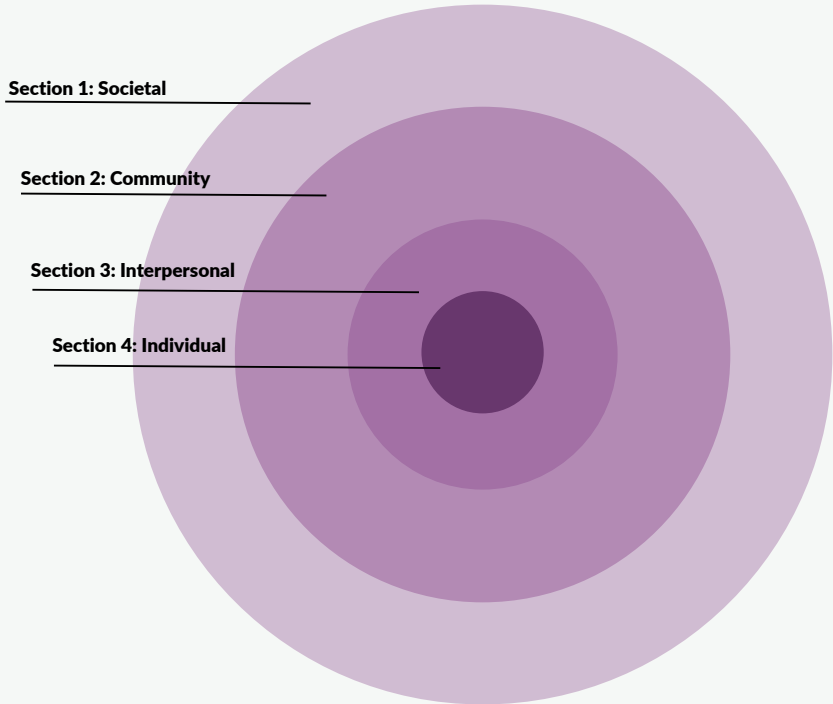 Section 1: Societal
Section 2: Community
Section 3: Interpersonal
Section 4: Individual